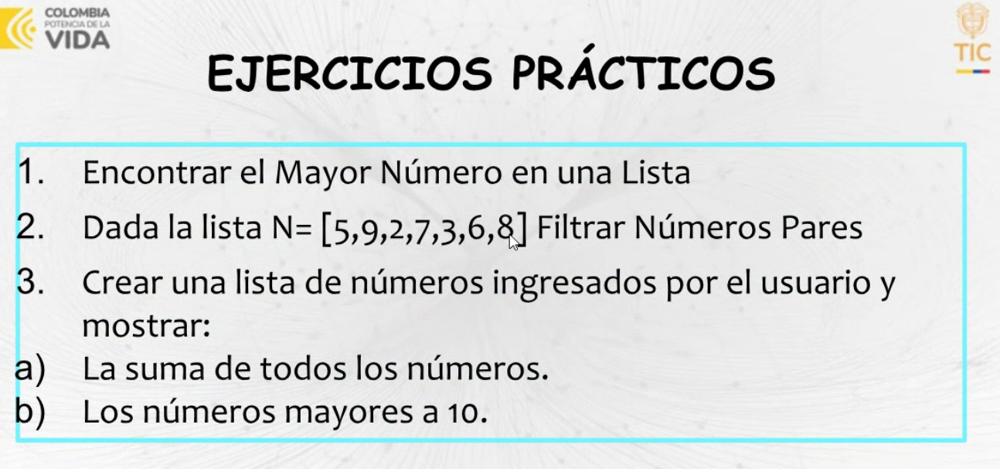 COLOMBIA
POTENCIA DE LA
VIDA
TIC
EJERCICIOS PRÁCTICOS
1. Encontrar el Mayor Número en una Lista
2. Dada la lista N= [5,9,2,7,3,6,8] Filtrar Números Pares
3. Crear una lista de números ingresados por el usuario y
mostrar:
a) La suma de todos los números.
b) Los números mayores a 10.